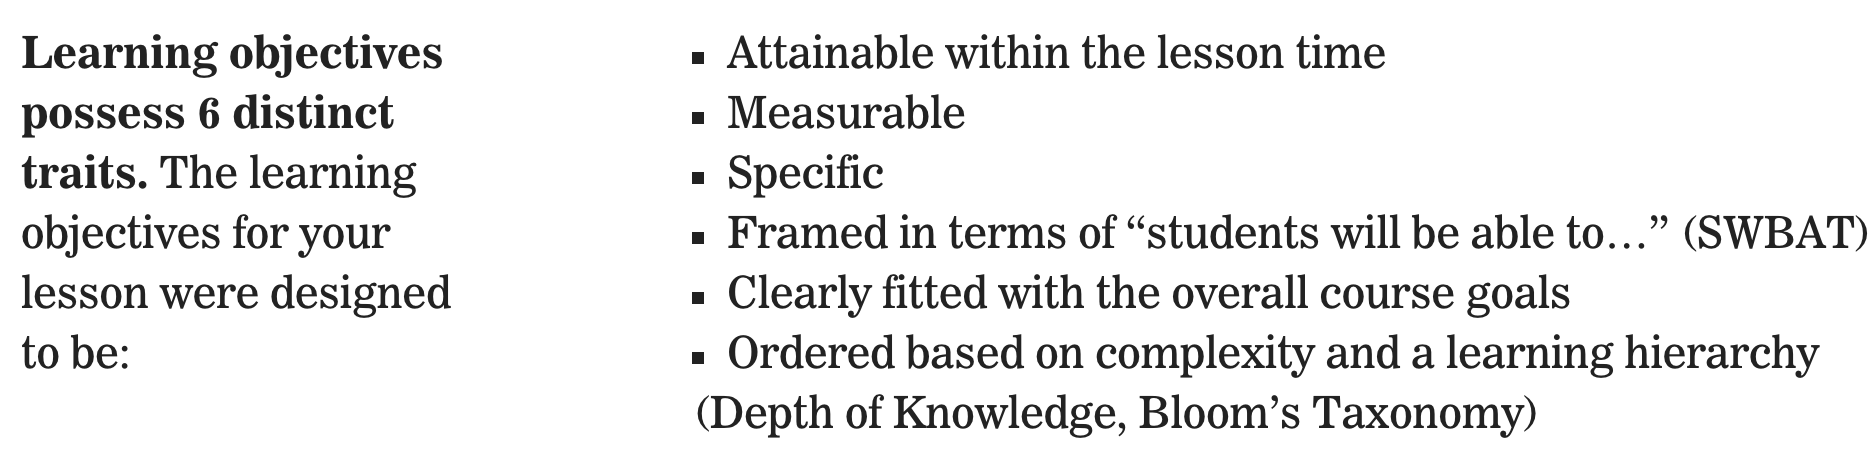 Learning objectives
possess 6 distinct
traits. The learning
objectives for your
lesson were designed
to be:
▪ Attainable within the lesson time
▪ Measurable
▪ Specific
▪ Framed in terms of “students will be able to…” (SWBAT)
▪ Clearly fitted with the overall course goals
▪ Ordered based on complexity and a learning hierarchy
(Depth of Knowledge, Bloom’s Taxonomy)